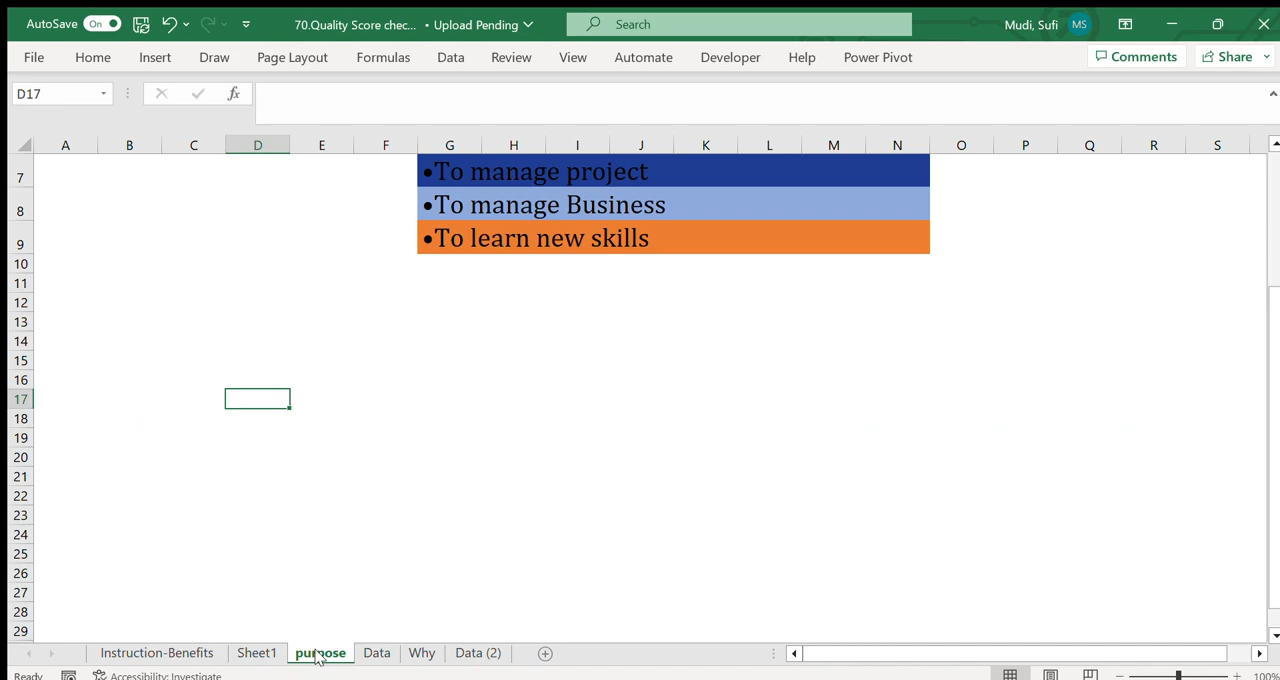 AutoSave On 70.Quality Score chec... • Upload Pending Search Mudi, Sufi MS
File Home Insert Draw Page Layout Formulas Data Review View Automate Developer Help Power Pivot Comments Share
D17 fx
A B C D E F G H I J K L M N O P Q R S
7 •To manage project
8 •To manage Business
9 •To learn new skills
10
11
12
13
14
15
16
17
18
19
20
21
22
23
24
25
26
27
28
29
Instruction-Benefits Sheet1 purpose Data Why Data (2)
Ready Accessibility: Investigate 100%